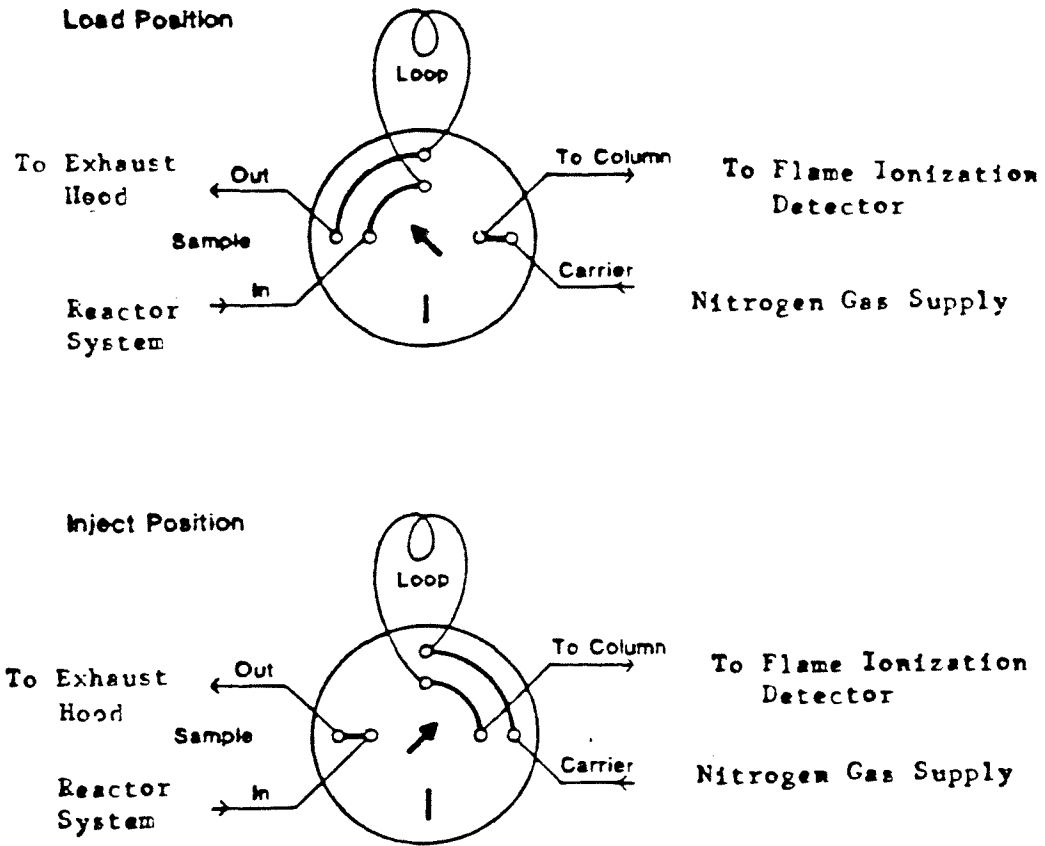 Load Position
Loop
To Exhaust
Hood
Out
To Column
To Flame Ionization
Detector
Sample
Carrier
In
Reactor
System
Nitrogen Gas Supply
Inject Position
Loop
To Exhaust
Hood
Out
To Column
To Flame Ionization
Detector
Sample
Carrier
In
Reactor
System
Nitrogen Gas Supply